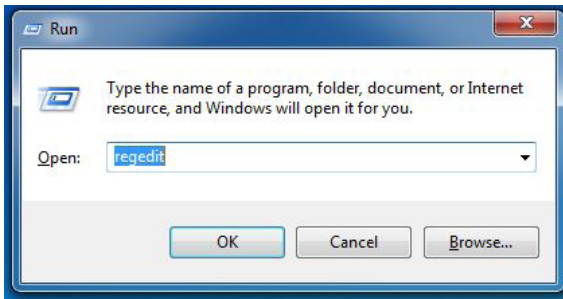 Run
Type the name of a program, folder, document, or Internet
resource, and Windows will open it for you.
Open: regedit
OK Cancel Browse...